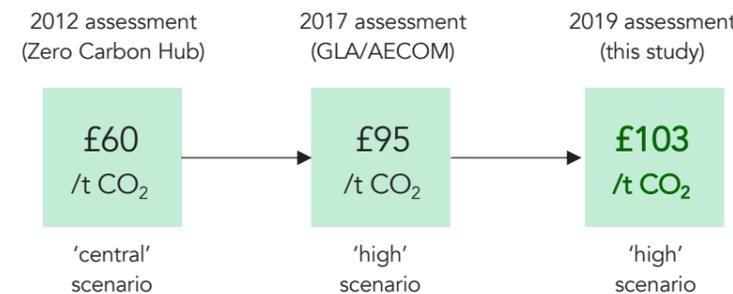 2012 assessment
(Zero Carbon Hub)
£60
/t CO₂
'central'
scenario
2017 assessment
(GLA/AECOM)
£95
/t CO₂
'high'
scenario
2019 assessment
(this study)
£103
/t CO₂
'high'
scenario